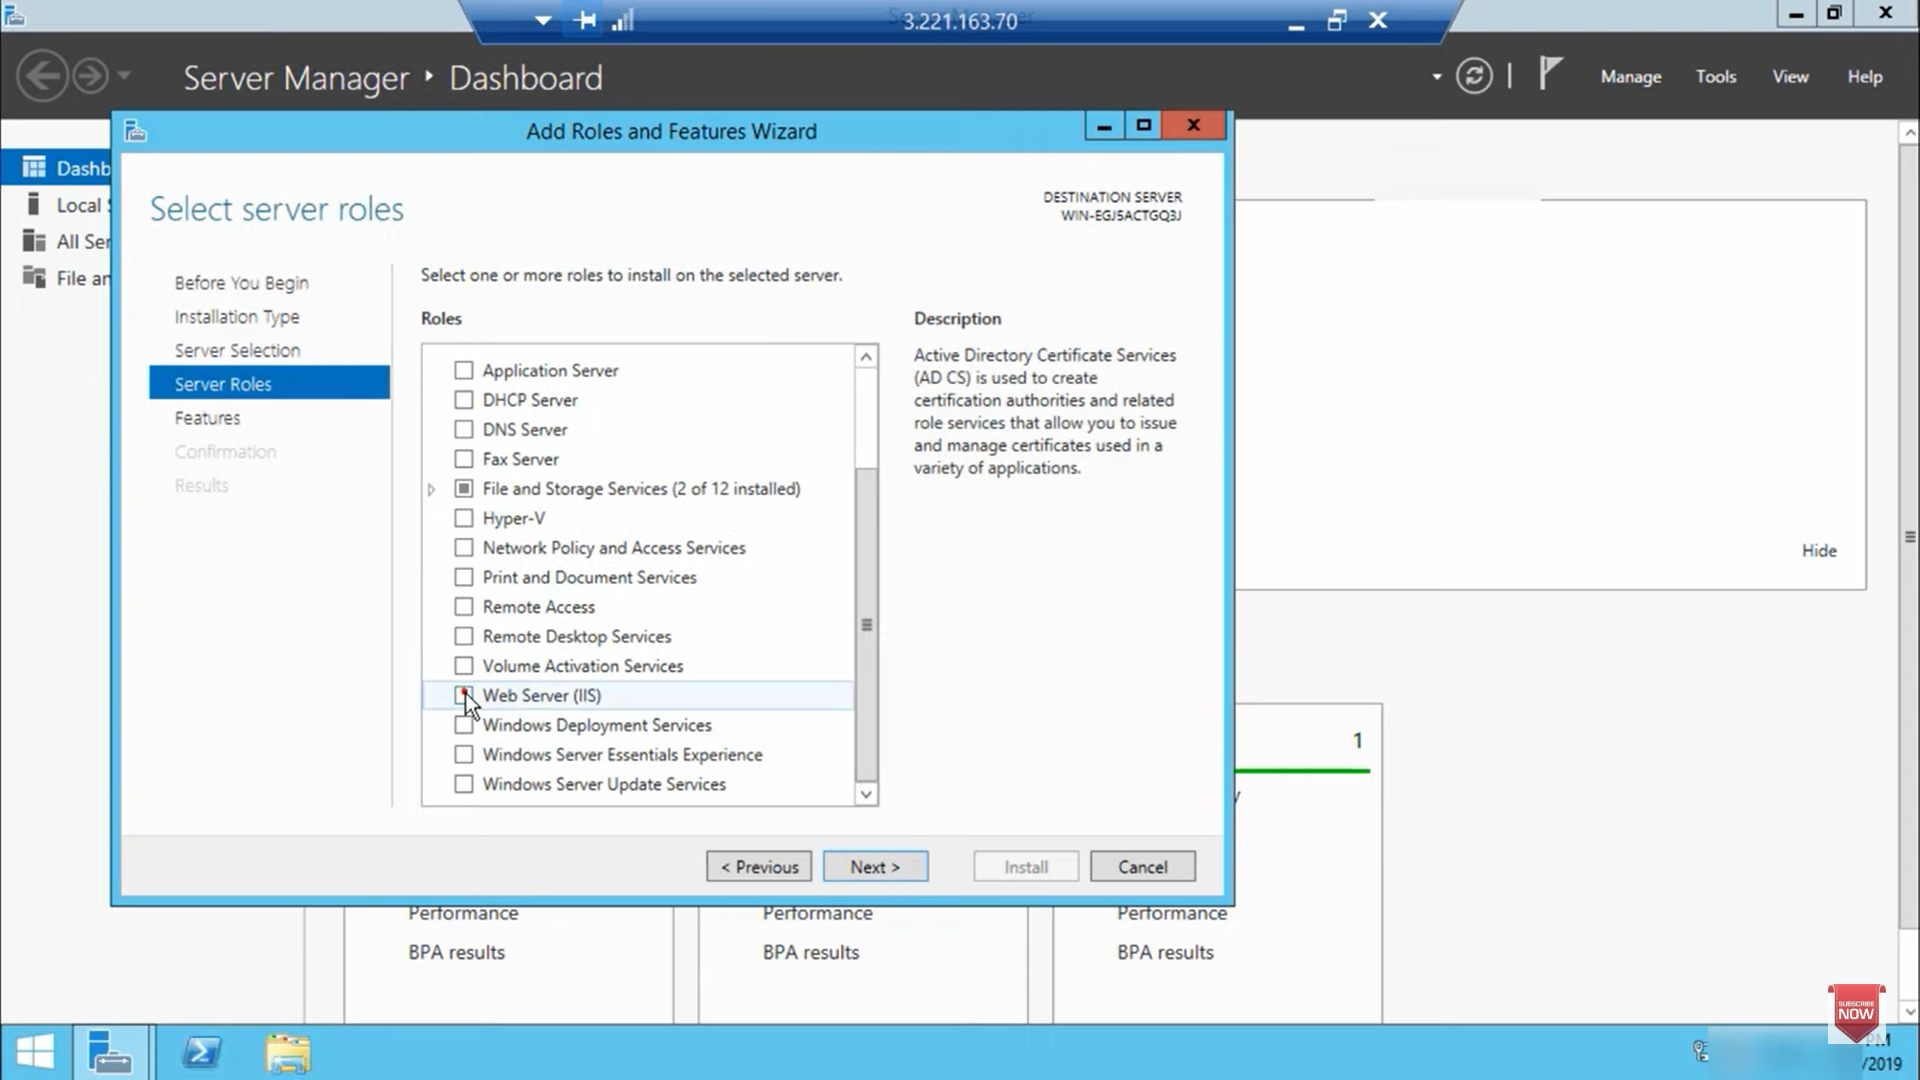 3.221.163.70
Server Manager ‣ Dashboard
Manage
Tools
View
Help
Add Roles and Features Wizard
Dashb
Local
All Ser
File an
Select server roles
DESTINATION SERVER
WIN-EGJ5ACTGQ3J
Before You Begin
Installation Type
Server Selection
Server Roles
Features
Confirmation
Results
Select one or more roles to install on the selected server.
Roles
Application Server
DHCP Server
DNS Server
Fax Server
File and Storage Services (2 of 12 installed)
Hyper-V
Network Policy and Access Services
Print and Document Services
Remote Access
Remote Desktop Services
Volume Activation Services
Web Server (IIS)
Windows Deployment Services
Windows Server Essentials Experience
Windows Server Update Services
Description
Active Directory Certificate Services
(AD CS) is used to create
certification authorities and related
role services that allow you to issue
and manage certificates used in a
variety of applications.
< Previous
Next >
Install
Cancel
Hide
1
Performance
BPA results
Performance
BPA results
Performance
BPA results
SUBSCRIBE
NOW
PM
/2019